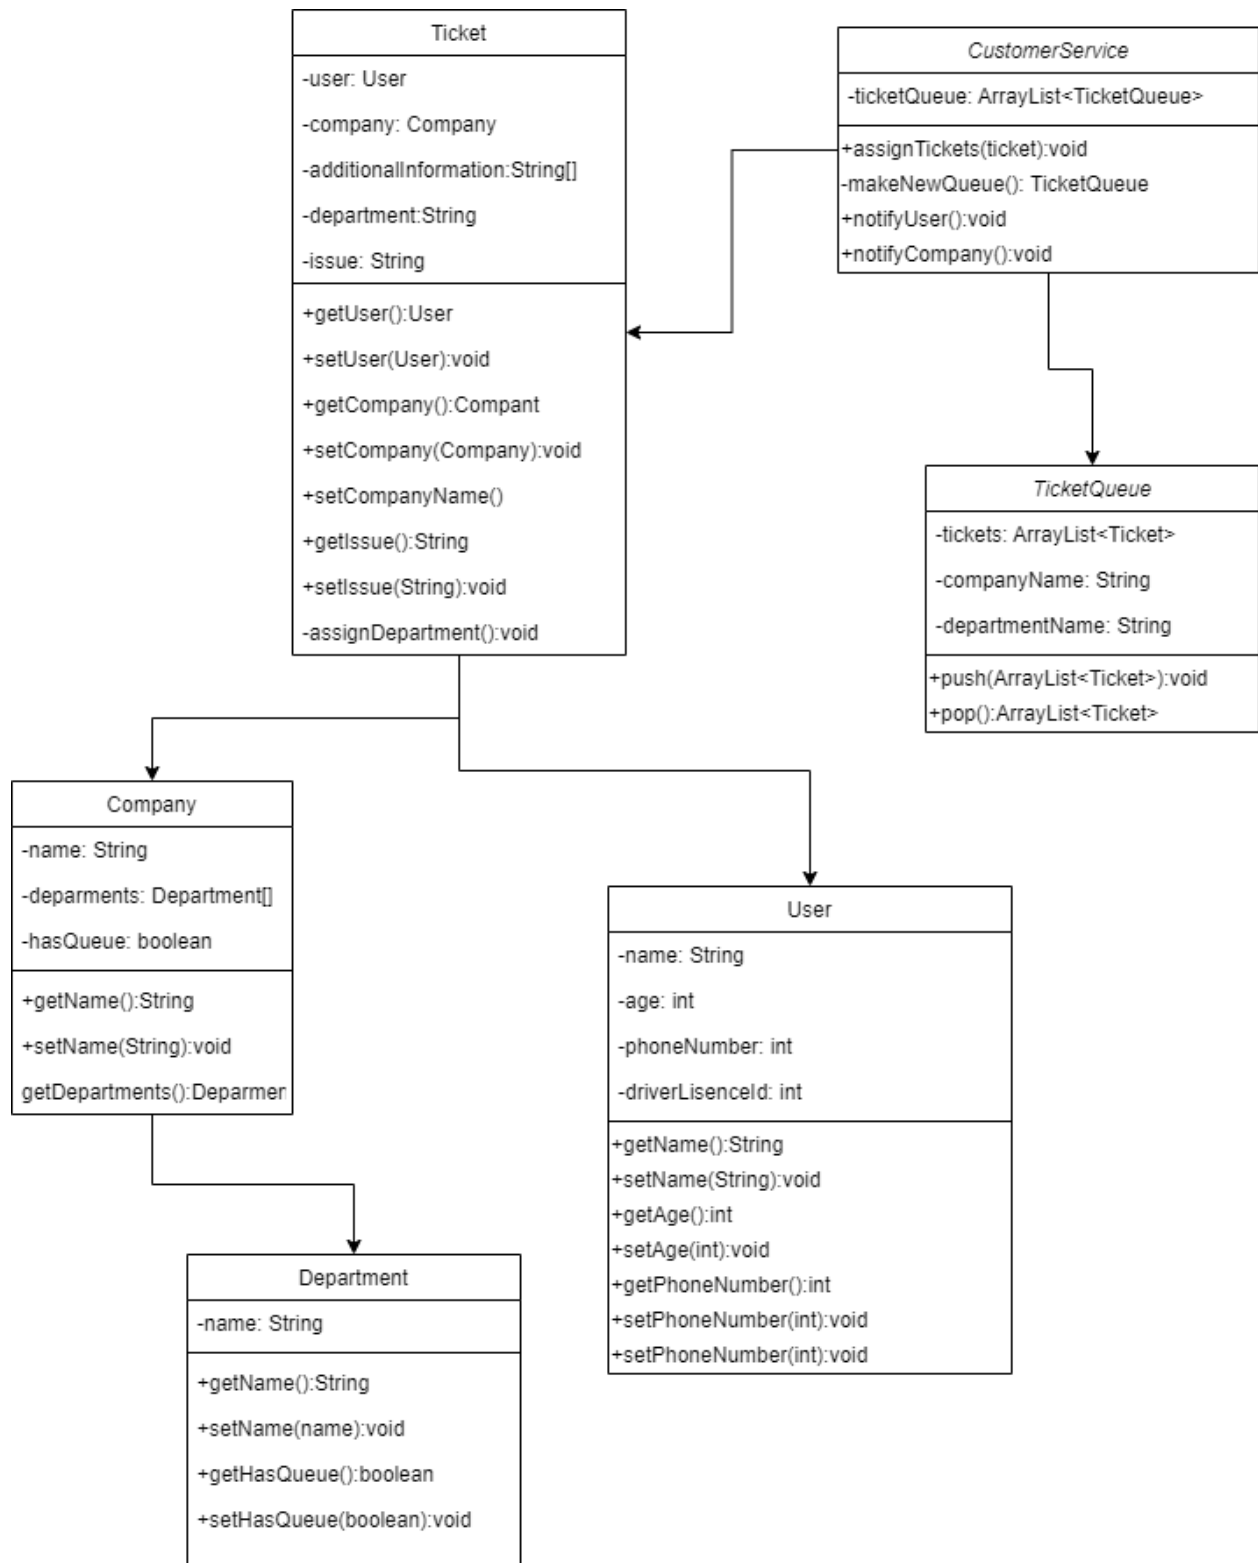 Ticket
-user: User
-company: Company
-additionalInformation:String[]
-department:String
-issue: String
+getUser():User
+setUser(User):void
+getCompany():Compant
+setCompany(Company):void
+setCompanyName()
+getIssue():String
+setIssue(String):void
-assignDepartment():void
CustomerService
-ticketQueue: ArrayList<TicketQueue>
+assignTickets(ticket):void
-makeNewQueue(): TicketQueue
+notifyUser():void
+notifyCompany():void
TicketQueue
-tickets: ArrayList<Ticket>
-companyName: String
-departmentName: String
+push(ArrayList<Ticket>):void
+pop():ArrayList<Ticket>
Company
-name: String
-deparments: Department[]
-hasQueue: boolean
+getName():String
+setName(String):void
getDepartments():Deparmen
User
-name: String
-age: int
-phoneNumber: int
-driverLisenceId: int
+getName():String
+setName(String):void
+getAge():int
+setAge(int):void
+getPhoneNumber():int
+setPhoneNumber(int):void
+setPhoneNumber(int):void
Department
-name: String
+getName():String
+setName(name):void
+getHasQueue():boolean
+setHasQueue(boolean):void